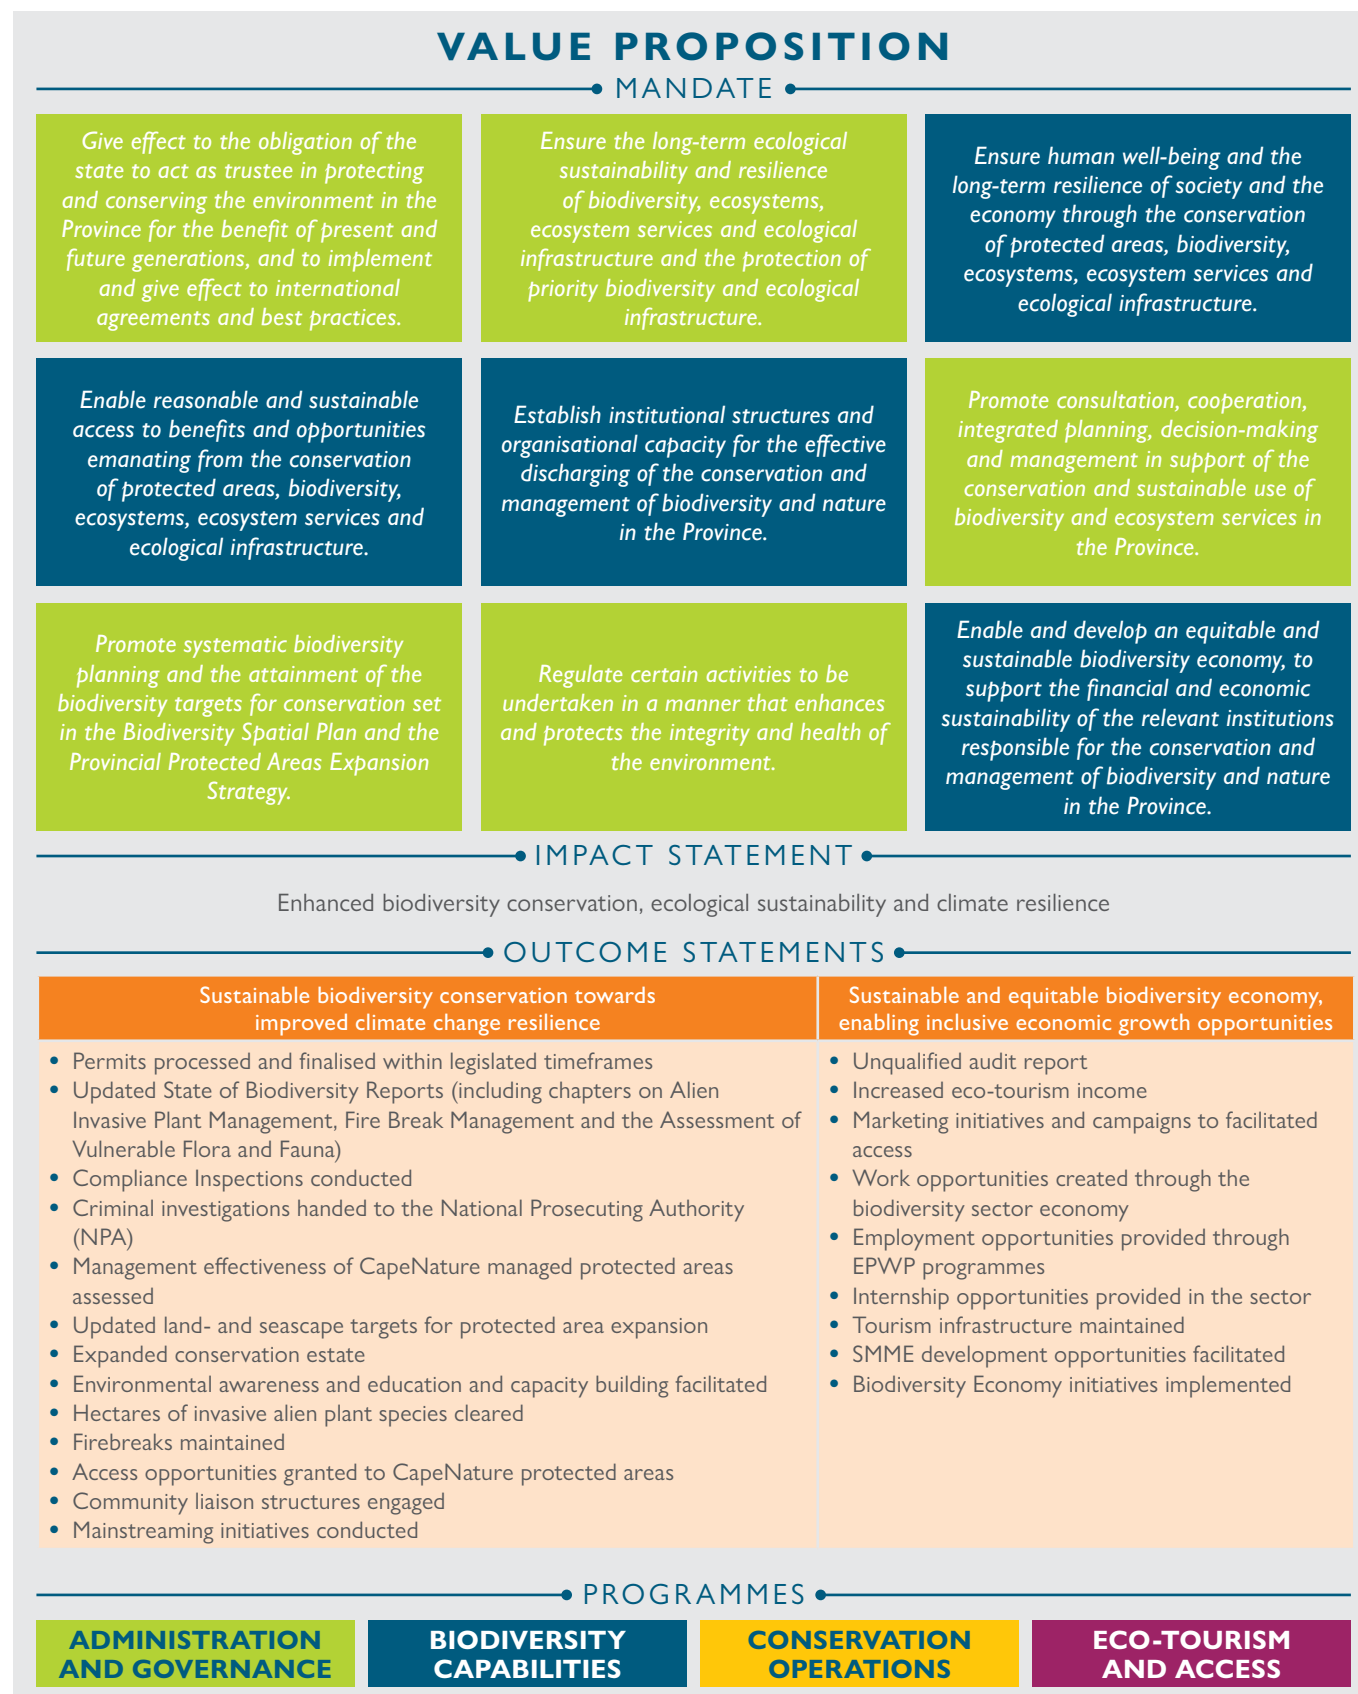 VALUE PROPOSITION
MANDATE
Give effect to the obligation of the
state to act as trustee in protecting
and conserving the environment in the
Province for the benefit of present and
future generations, and to implement
and give effect to international
agreements and best practices.
Ensure the long-term ecological
sustainability and resilience
of biodiversity, ecosystems,
ecosystem services and ecological
infrastructure and the protection of
priority biodiversity and ecological
infrastructure.
Ensure human well-being and the
long-term resilience of society and the
economy through the conservation
of protected areas, biodiversity,
ecosystems, ecosystem services and
ecological infrastructure.
Enable reasonable and sustainable
access to benefits and opportunities
emanating from the conservation
of protected areas, biodiversity,
ecosystems, ecosystem services and
ecological infrastructure.
Establish institutional structures and
organisational capacity for the effective
discharging of the conservation and
management of biodiversity and nature
in the Province.
Promote consultation, cooperation,
integrated planning, decision-making
and management in support of the
conservation and sustainable use of
biodiversity and ecosystem services in
the Province.
Promote systematic biodiversity
planning and the attainment of the
biodiversity targets for conservation set
in the Biodiversity Spatial Plan and the
Provincial Protected Areas Expansion
Strategy.
Regulate certain activities to be
undertaken in a manner that enhances
and protects the integrity and health of
the environment.
Enable and develop an equitable and
sustainable biodiversity economy, to
support the financial and economic
sustainability of the relevant institutions
responsible for the conservation and
management of biodiversity and nature
in the Province.
IMPACT STATEMENT
Enhanced biodiversity conservation, ecological sustainability and climate resilience
OUTCOME STATEMENTS
Sustainable biodiversity conservation towards
improved climate change resilience
• Permits processed and finalised within legislated timeframes
• Updated State of Biodiversity Reports (including chapters on Alien
Invasive Plant Management, Fire Break Management and the Assessment of
Vulnerable Flora and Fauna)
• Compliance Inspections conducted
• Criminal investigations handed to the National Prosecuting Authority
(NPA)
• Management effectiveness of CapeNature managed protected areas
assessed
• Updated land- and seascape targets for protected area expansion
• Expanded conservation estate
• Environmental awareness and education and capacity building facilitated
• Hectares of invasive alien plant species cleared
• Firebreaks maintained
• Access opportunities granted to CapeNature protected areas
• Community liaison structures engaged
• Mainstreaming initiatives conducted
Sustainable and equitable biodiversity economy,
enabling inclusive economic growth opportunities
• Unqualified audit report
• Increased eco-tourism income
• Marketing initiatives and campaigns to facilitated
access
• Work opportunities created through the
biodiversity sector economy
• Employment opportunities provided through
EPWP programmes
• Internship opportunities provided in the sector
• Tourism infrastructure maintained
• SMME development opportunities facilitated
• Biodiversity Economy initiatives implemented
PROGRAMMES
ADMINISTRATION
AND GOVERNANCE
BIODIVERSITY
CAPABILITIES
CONSERVATION
OPERATIONS
ECO-TOURISM
AND ACCESS